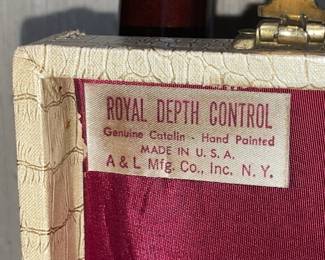 ROYAL DEPTH CONTROL
Genuine Catalin - Hand Painted
MADE IN U. S. A.
A & L Mfg. Co., Inc. N. Y.